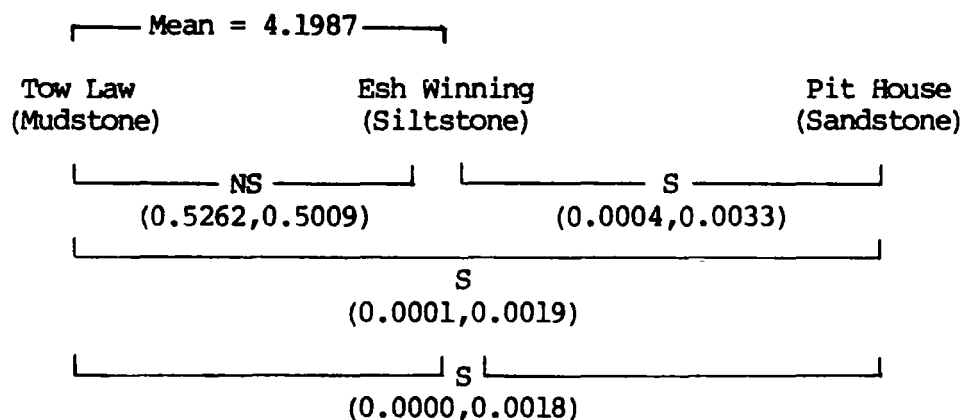 Mean = 4.1987
Tow Law Esh Winning Pit House
(Mudstone) (Siltstone) (Sandstone)
NS S
(0.5262,0.5009) (0.0004,0.0033)
S
(0.0001,0.0019)
S
(0.0000,0.0018)